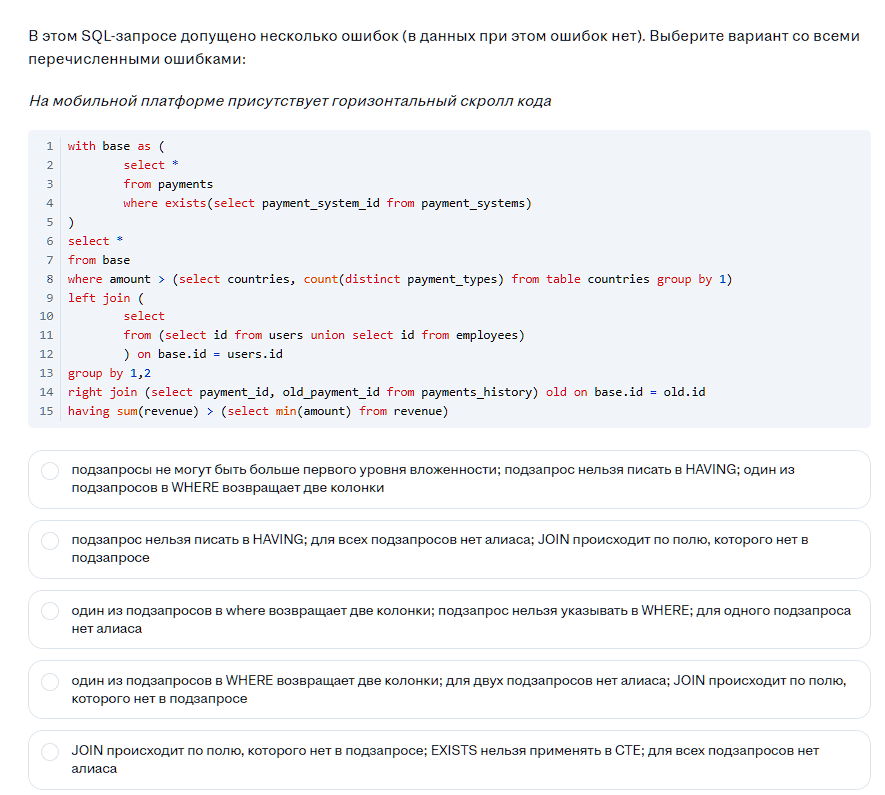 В этом SQL-запросе допущено несколько ошибок (в данных при этом ошибок нет). Выберите вариант со всеми
перечисленными ошибками:
На мобильной платформе присутствует горизонтальный скролл кода
1 with base as (
2 select *
3 from payments
4 where exists(select payment_system_id from payment_systems)
5 )
6 select *
7 from base
8 where amount > (select countries, count(distinct payment_types) from table countries group by 1)
9 left join (
10 select
11 from (select id from users union select id from employees)
12 ) on base.id = users.id
13 group by 1,2
14 right join (select payment_id, old_payment_id from payments_history) old on base.id = old.id
15 having sum(revenue) > (select min(amount) from revenue)
подзапросы не могут быть больше первого уровня вложенности; подзапрос нельзя писать в HAVING; один из
подзапросов в WHERE возвращает две колонки
подзапрос нельзя писать в HAVING; для всех подзапросов нет алиаса; JOIN происходит по полю, которого нет в
подзапросе
один из подзапросов в where возвращает две колонки; подзапрос нельзя указывать в WHERE; для одного подзапроса
нет алиаса
один из подзапросов в WHERE возвращает две колонки; для двух подзапросов нет алиаса; JOIN происходит по полю,
которого нет в подзапросе
JOIN происходит по полю, которого нет в подзапросе; EXISTS нельзя применять в CTE; для всех подзапросов нет
алиаса